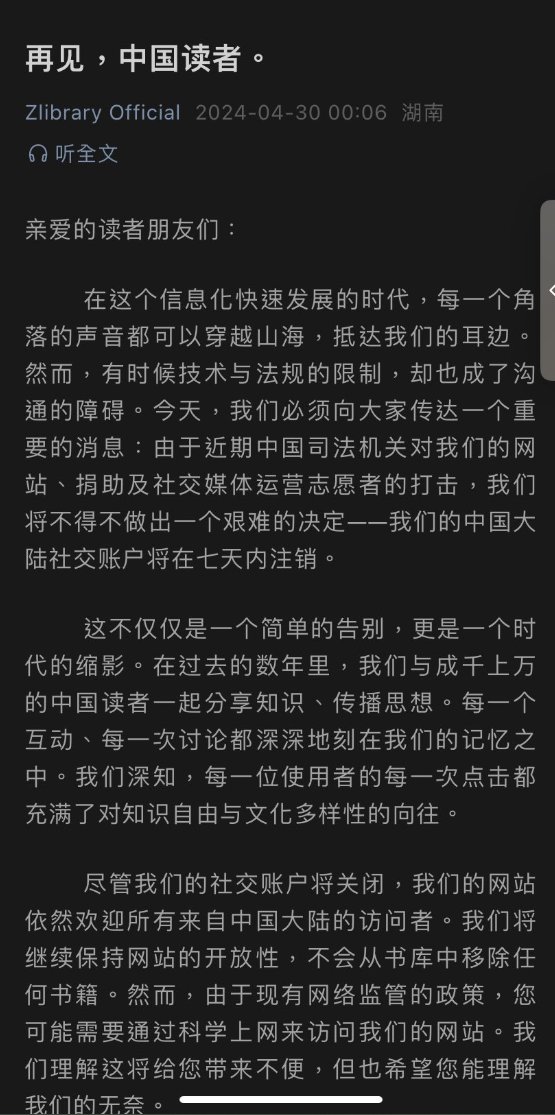 再见，中国读者。
Zlibrary Official 2024-04-30 00:06 湖南
听全文
亲爱的读者朋友们：
在这个信息化快速发展的时代，每一个角
落的声音都可以穿越山海，抵达我们的耳边。
然而，有时候技术与法规的限制，却也成了沟
通的障碍。今天，我们必须向大家传达一个重
要的消息：由于近期中国司法机关对我们的网
站、捐助及社交媒体运营志愿者的打击，我们
将不得不做出一个艰难的决定——我们的中国大
陆社交账户将在七天内注销。
这不仅仅是一个简单的告别，更是一个时
代的缩影。在过去的数年里，我们与成千上万
的中国读者一起分享知识、传播思想。每一个
互动、每一次讨论都深深地刻在我们的记忆之
中。我们深知，每一位使用者的每一次点击都
充满了对知识自由与文化多样性的向往。
尽管我们的社交账户将关闭，我们的网站
依然欢迎所有来自中国大陆的访问者。我们将
继续保持网站的开放性，不会从书库中移除任
何书籍。然而，由于现有网络监管的政策，您
可能需要通过科学上网来访问我们的网站。我
们理解这将给您带来不便，但也希望您能理解
我们的无奈。